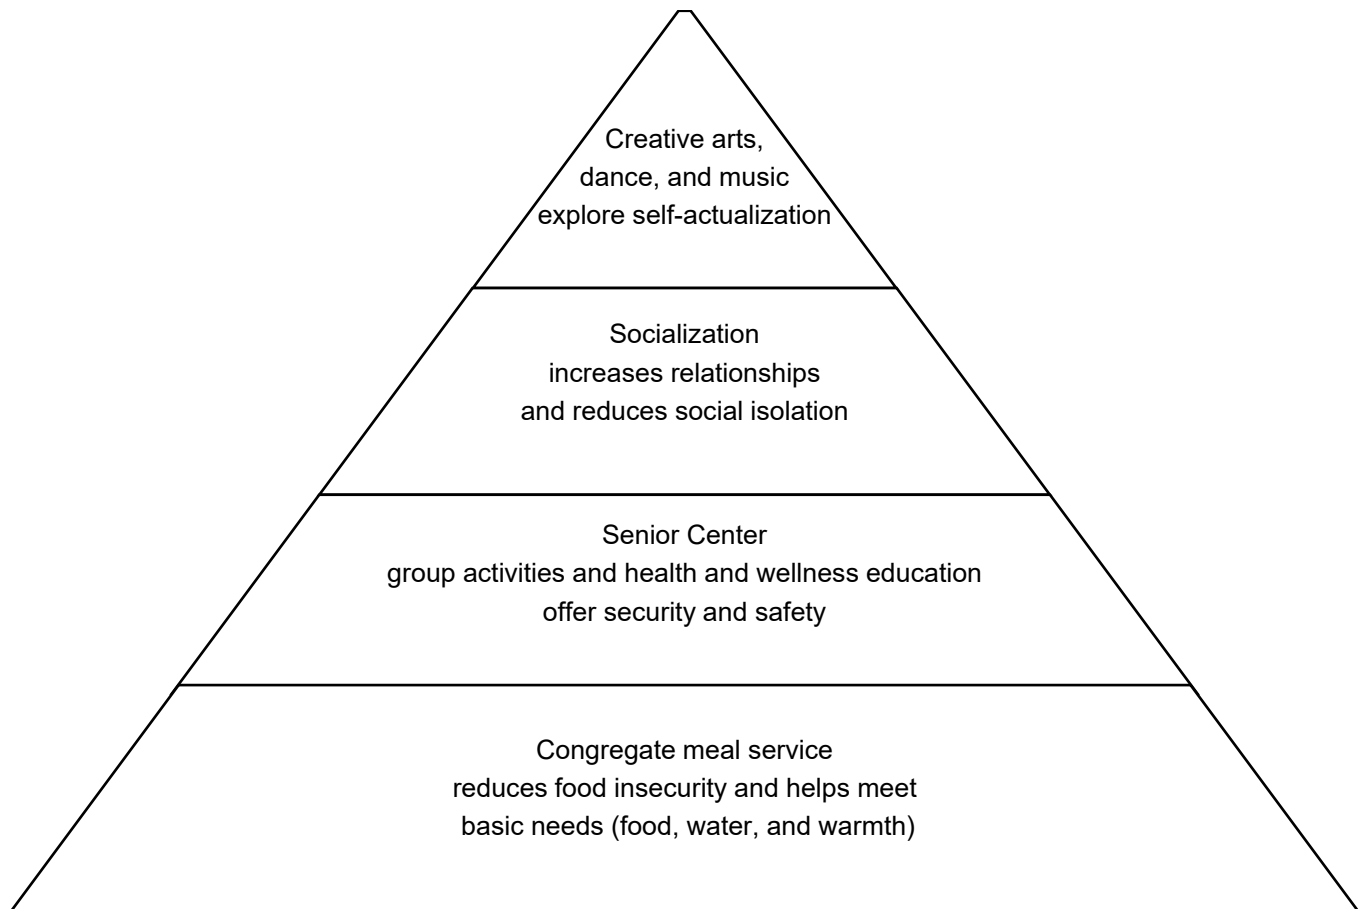 Creative arts,
dance, and music
explore self-actualization
Socialization
increases relationships
and reduces social isolation
Senior Center
group activities and health and wellness education
offer security and safety
Congregate meal service
reduces food insecurity and helps meet
basic needs (food, water, and warmth)